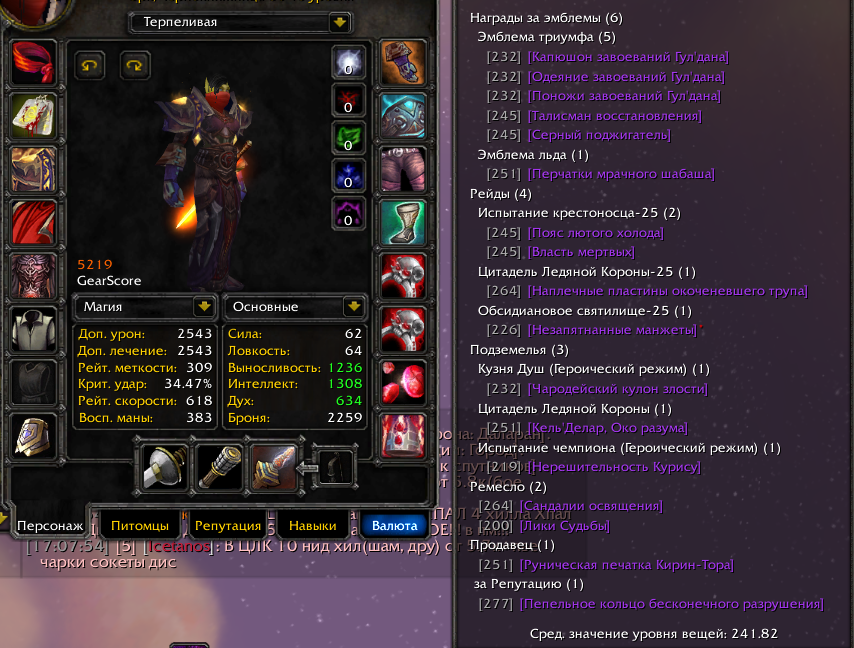 Терпеливая
0
0
0
0
0
5219
GearScore
Магия
Основные
Доп. урон: 2543
Доп. лечение: 2543
Рейт. меткости: 309
Крит. удар: 34.47%
Рейт. скорости: 618
Восп. маны: 383
Сила: 62
Ловкость: 64
Выносливость: 1236
Интеллект: 1308
Дух: 634
Броня: 2259
Персонаж
Питомцы
Репутация
Навыки
Валюта
[17:07:54] [5] [Icetanos]: В ЦЛК 10 нид хил(шам, дру) от
чарки сокеты дис
Награды за эмблемы (6)
Эмблема триумфа (5)
[232] [Капюшон завоеваний Гул'дана]
[232] [Одеяние завоеваний Гул'дана]
[232] [Поножи завоеваний Гул'дана]
[245] [Талисман восстановления]
[245] [Серный поджигатель]
Эмблема льда (1)
[251] [Перчатки мрачного шабаша]
Рейды (4)
Испытание крестоносца-25 (2)
[245] [Пояс лютого холода]
[245] [Власть мертвых]
Цитадель Ледяной Короны-25 (1)
[264] [Наплечные пластины окоченевшего трупа]
Обсидиановое святилище-25 (1)
[226] [Незапятнанные манжеты]
Подземелья (3)
Кузня Душ (Героический режим) (1)
[232] [Чародейский кулон злости]
Цитадель Ледяной Короны (1)
[251] [Кель'Делар, Око разума]
Испытание чемпиона (Героический режим) (1)
[219] [Нерешительность Курису]
Ремесло (2)
[264] [Сандалии освящения]
[200] [Лики Судьбы]
Продавец (1)
[251] [Руническая печатка Кирин-Тора]
за Репутацию (1)
[277] [Пепельное кольцо бесконечного разрушения]
Сред. значение уровня вещей: 241.82